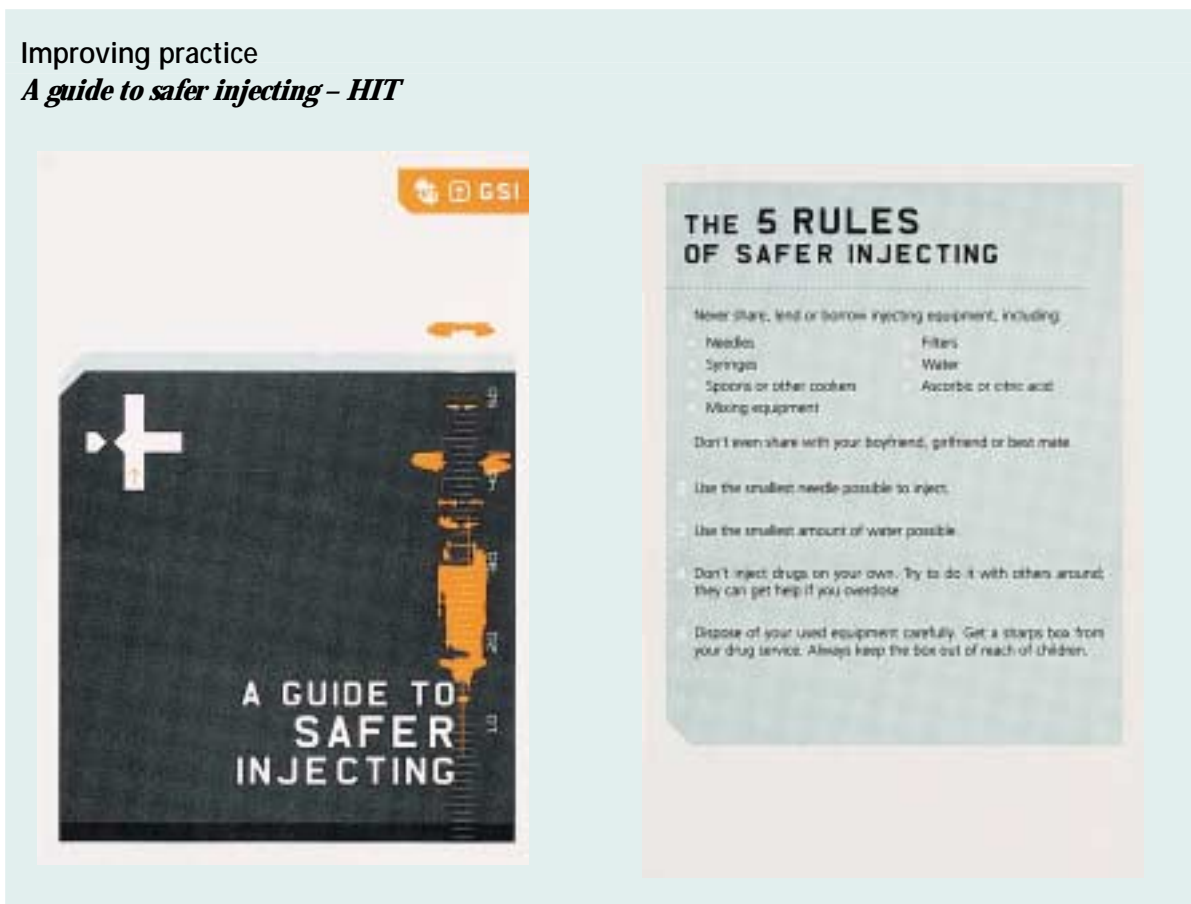 Improving practice
A guide to safer injecting – HIT
GSI
A GUIDE TO
SAFER
INJECTING
THE 5 RULES
OF SAFER INJECTING
Never share, lend or borrow injecting equipment, including:
Needles
Syringes
Spoons or other cookers
Mixing equipment
Filters
Water
Ascorbic or citric acid
Don't even share with your boyfriend, girlfriend or best mate.
Use the smallest needle possible to inject.
Use the smallest amount of water possible.
Don't inject drugs on your own. Try to do it with others around;
they can get help if you overdose
Dispose of your used equipment carefully. Get a sharps box from
your drug service. Always keep the box out of reach of children.